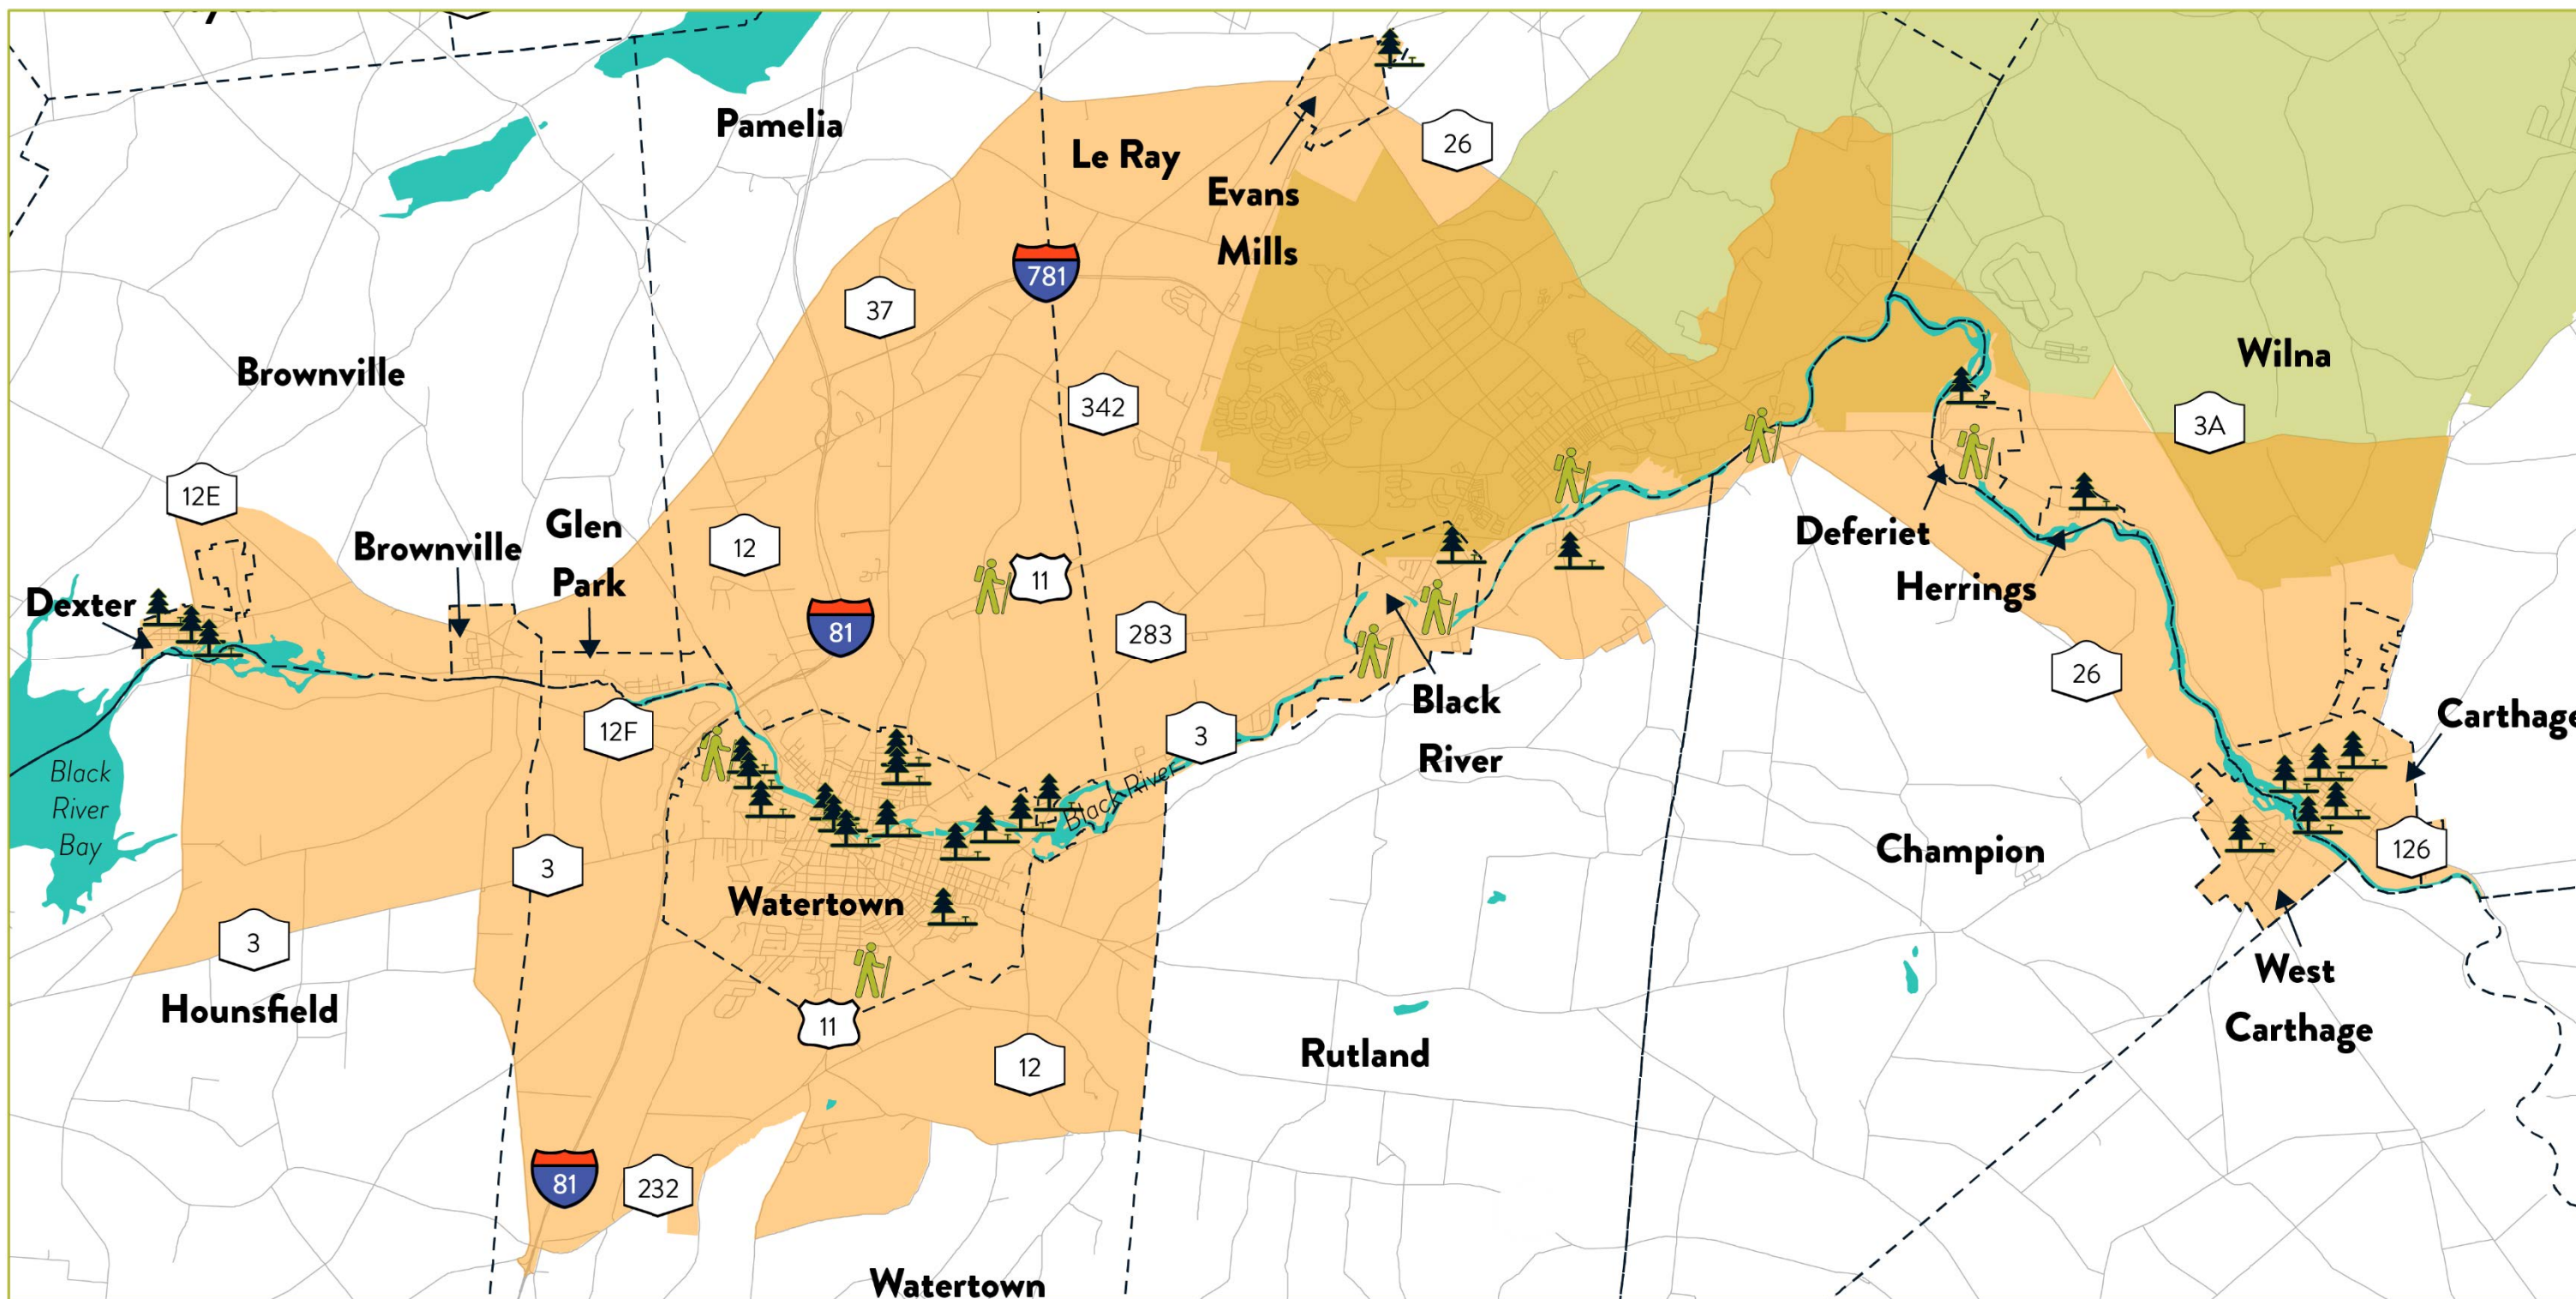 Pamelia
Le Ray
26
Evans
Mills
781
37
Brownville
Wilna
342
3A
12E
Brownville
Glen
Park
12
11
Deferiet
Herrings
Dexter
81
283
26
Black
River
12F
3
Carthage
Black
River
Bay
Black River
3
Watertown
Champion
126
3
Hounsfield
11
12
Rutland
West
Carthage
81
232
Watertown